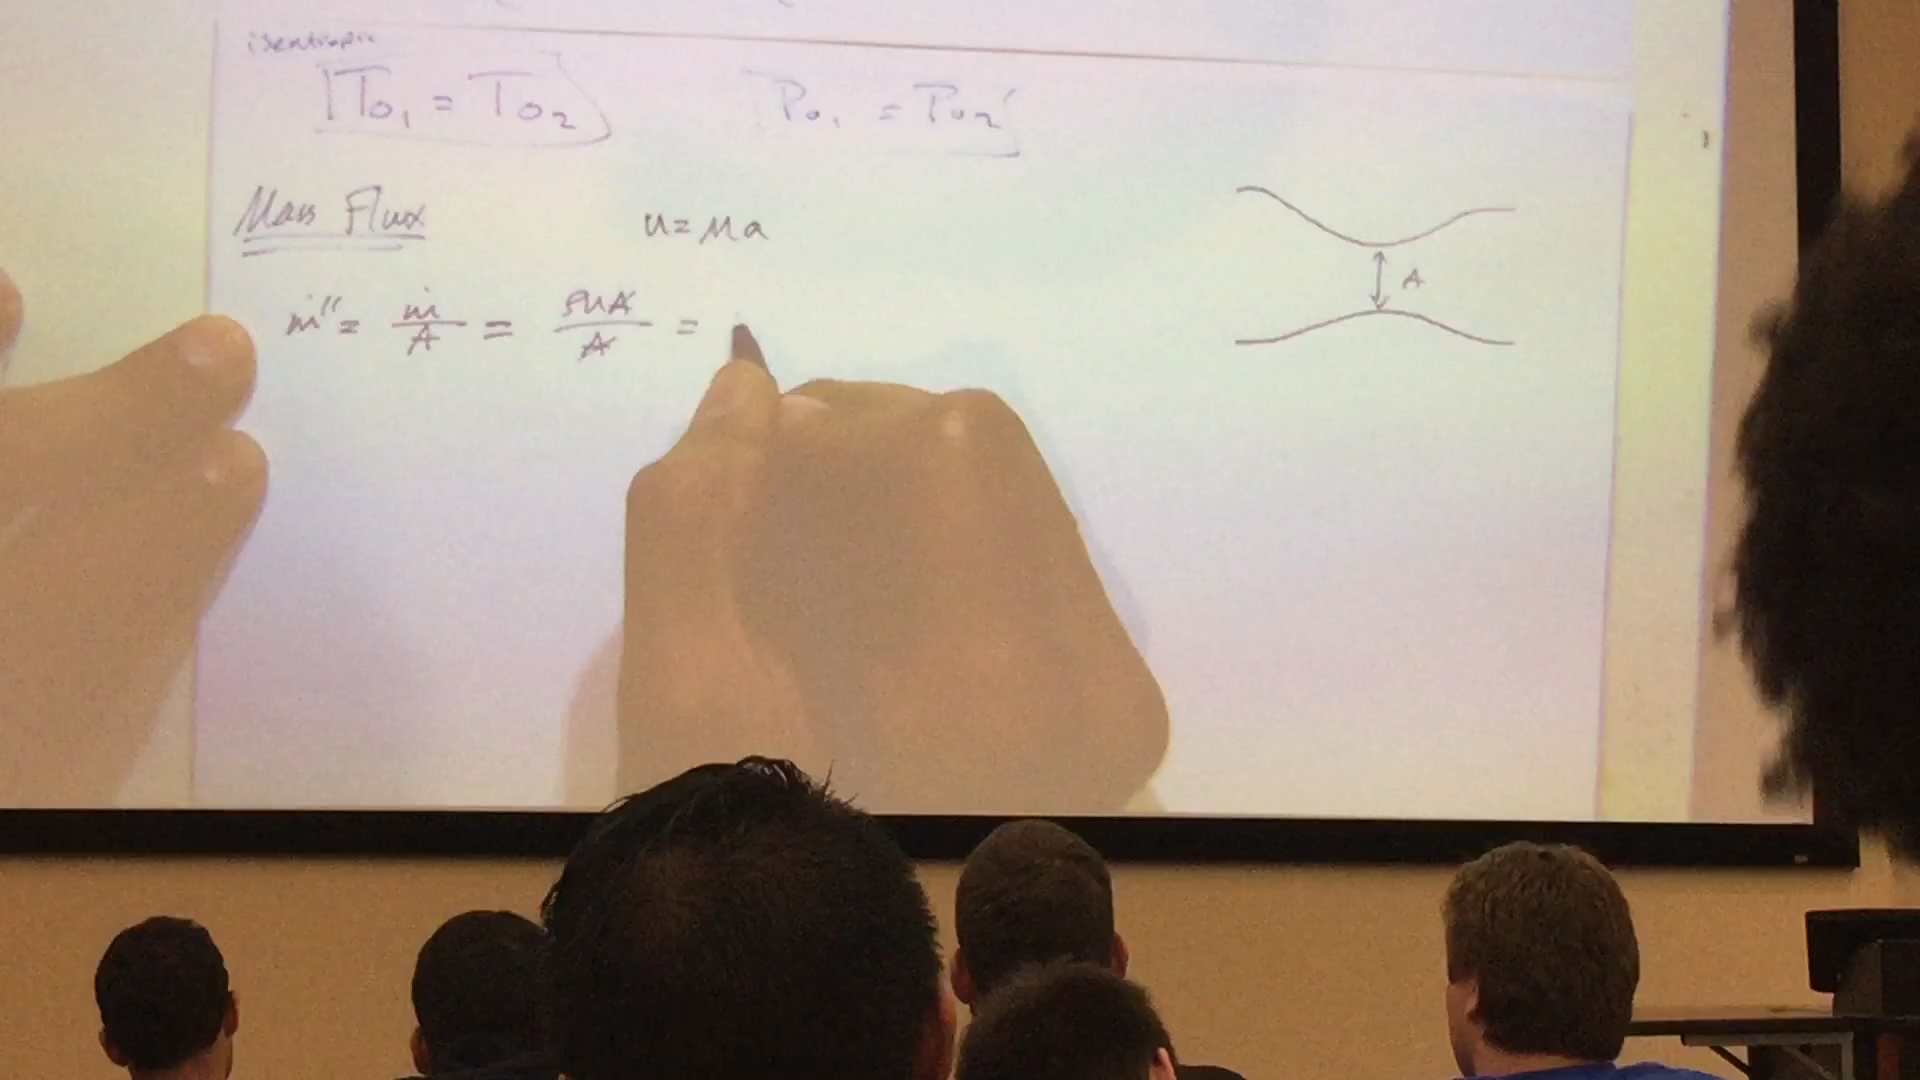 isentropic
To₁ = To₂ Po₁ = Po₂
Mass Flux u = Ma
ṁ″ = ṁ/A = ρuA/A =
A